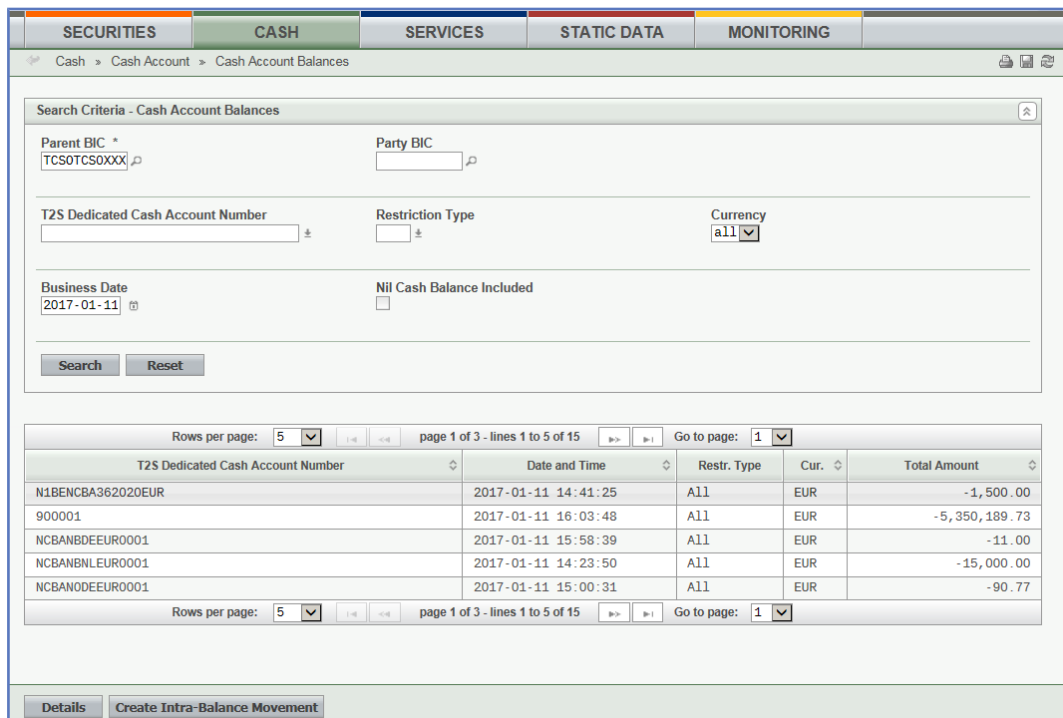 SECURITIES CASH SERVICES STATIC DATA MONITORING
Cash » Cash Account » Cash Account Balances
Search Criteria - Cash Account Balances
Parent BIC * Party BIC
TCSOTCSOXXX
T2S Dedicated Cash Account Number Restriction Type Currency
all
Business Date Nil Cash Balance Included
2017-01-11
Search Reset
Rows per page: 5 page 1 of 3 - lines 1 to 5 of 15 Go to page: 1
T2S Dedicated Cash Account Number Date and Time Restr. Type Cur. Total Amount
N1BENCBA362020EUR 2017-01-11 14:41:25 All EUR -1,500.00
900001 2017-01-11 16:03:48 All EUR -5,350,189.73
NCBANBDEEUR0001 2017-01-11 15:58:39 All EUR -11.00
NCBANBNLEUR0001 2017-01-11 14:23:50 All EUR -15,000.00
NCBANODEEUR0001 2017-01-11 15:00:31 All EUR -90.77
Rows per page: 5 page 1 of 3 - lines 1 to 5 of 15 Go to page: 1
Details Create Intra-Balance Movement